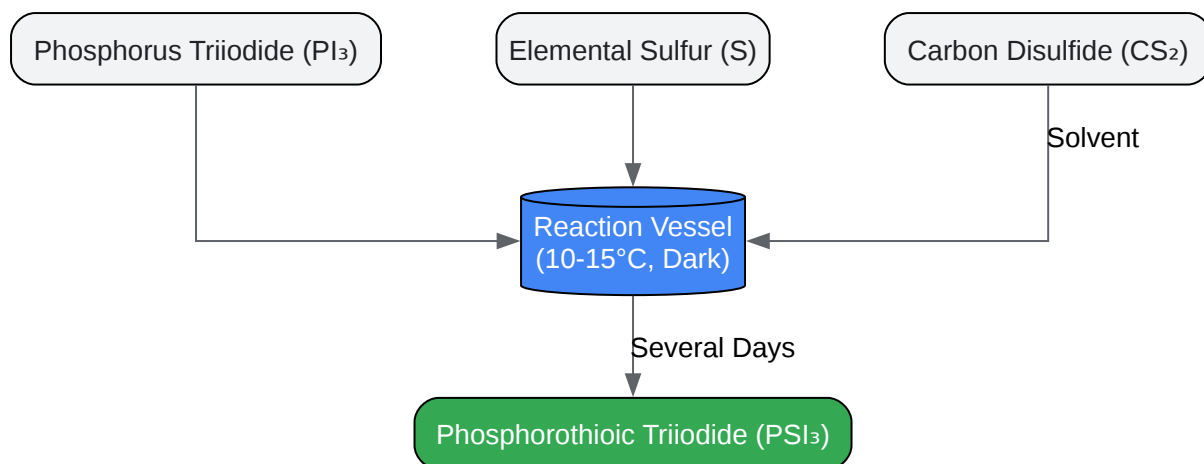 Phosphorus Triiodide (PI₃)
Elemental Sulfur (S)
Carbon Disulfide (CS₂)
Solvent
Reaction Vessel
(10-15°C, Dark)
Several Days
Phosphorothioic Triiodide (PSI₃)